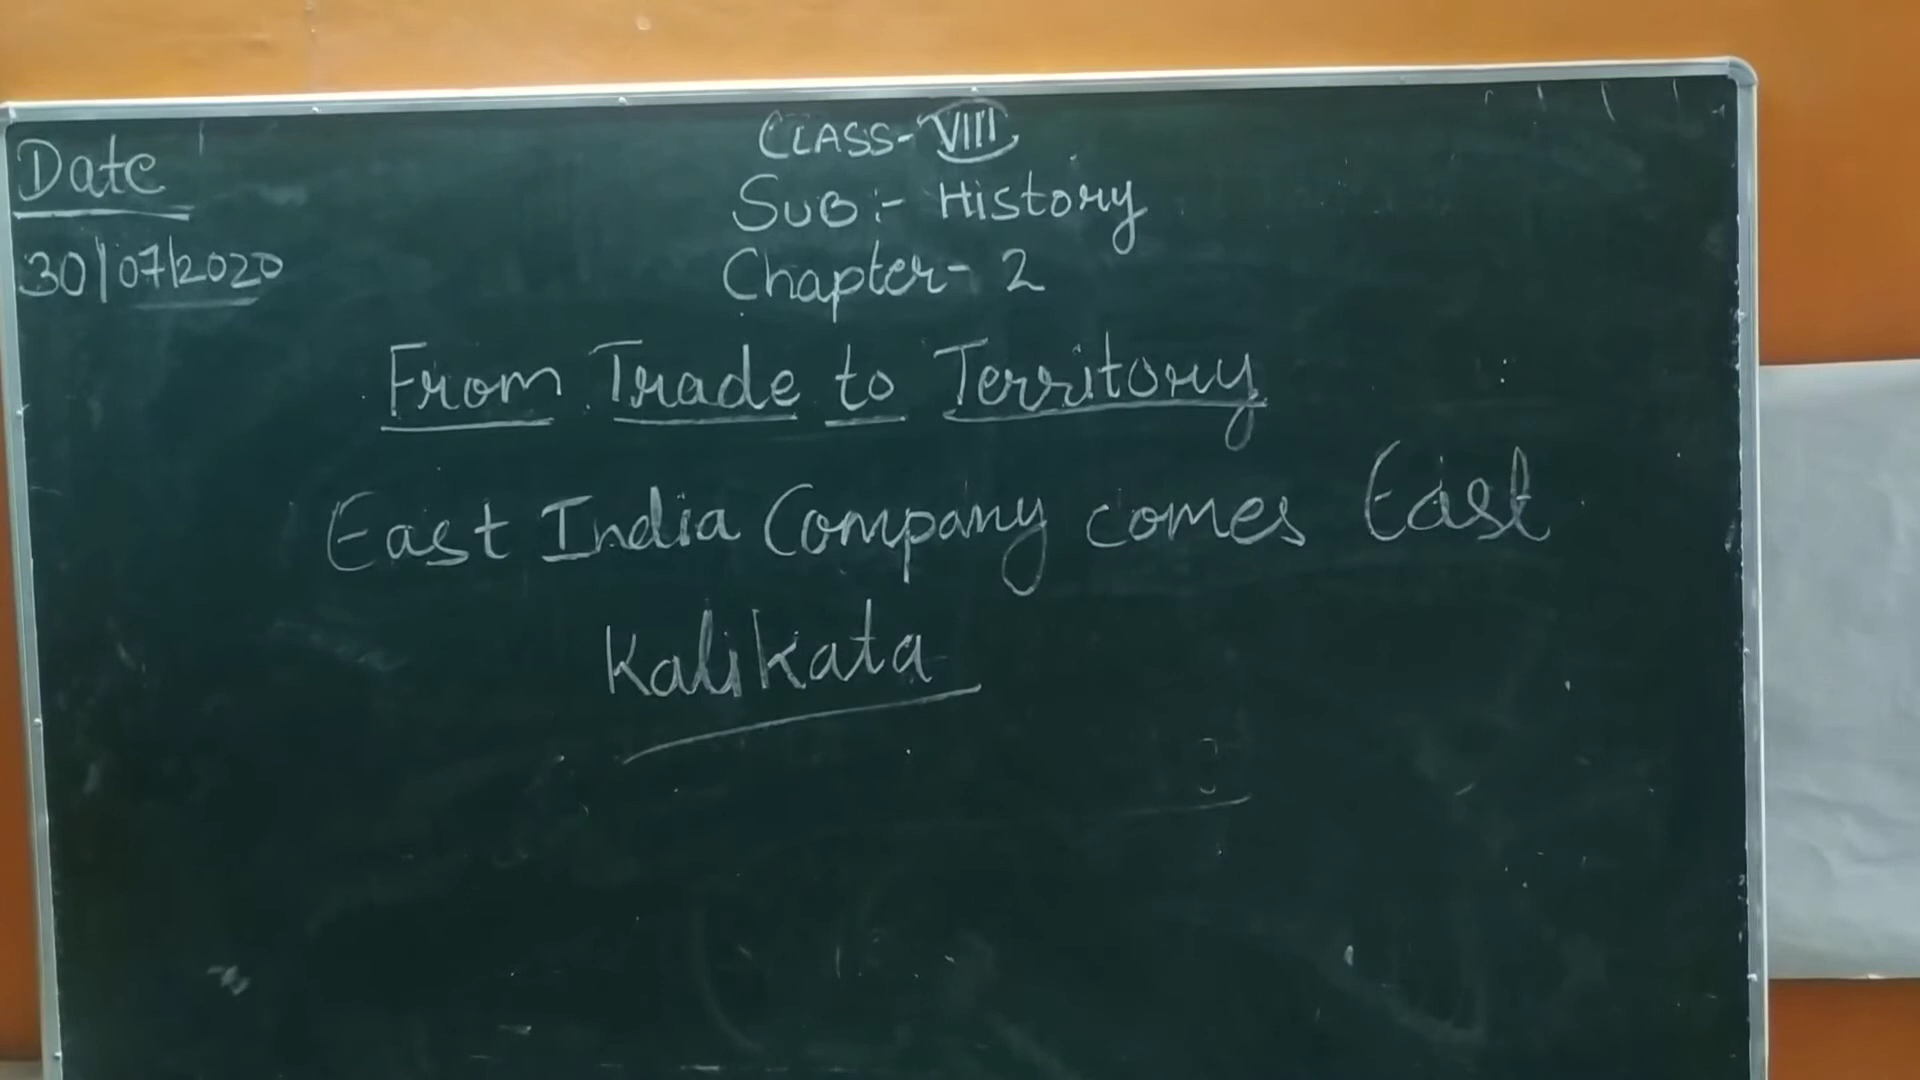 Date
30/07/2020
CLASS- VIII
SUB:- History
Chapter- 2
From Trade to Territory
East India Company comes East
Kalikata